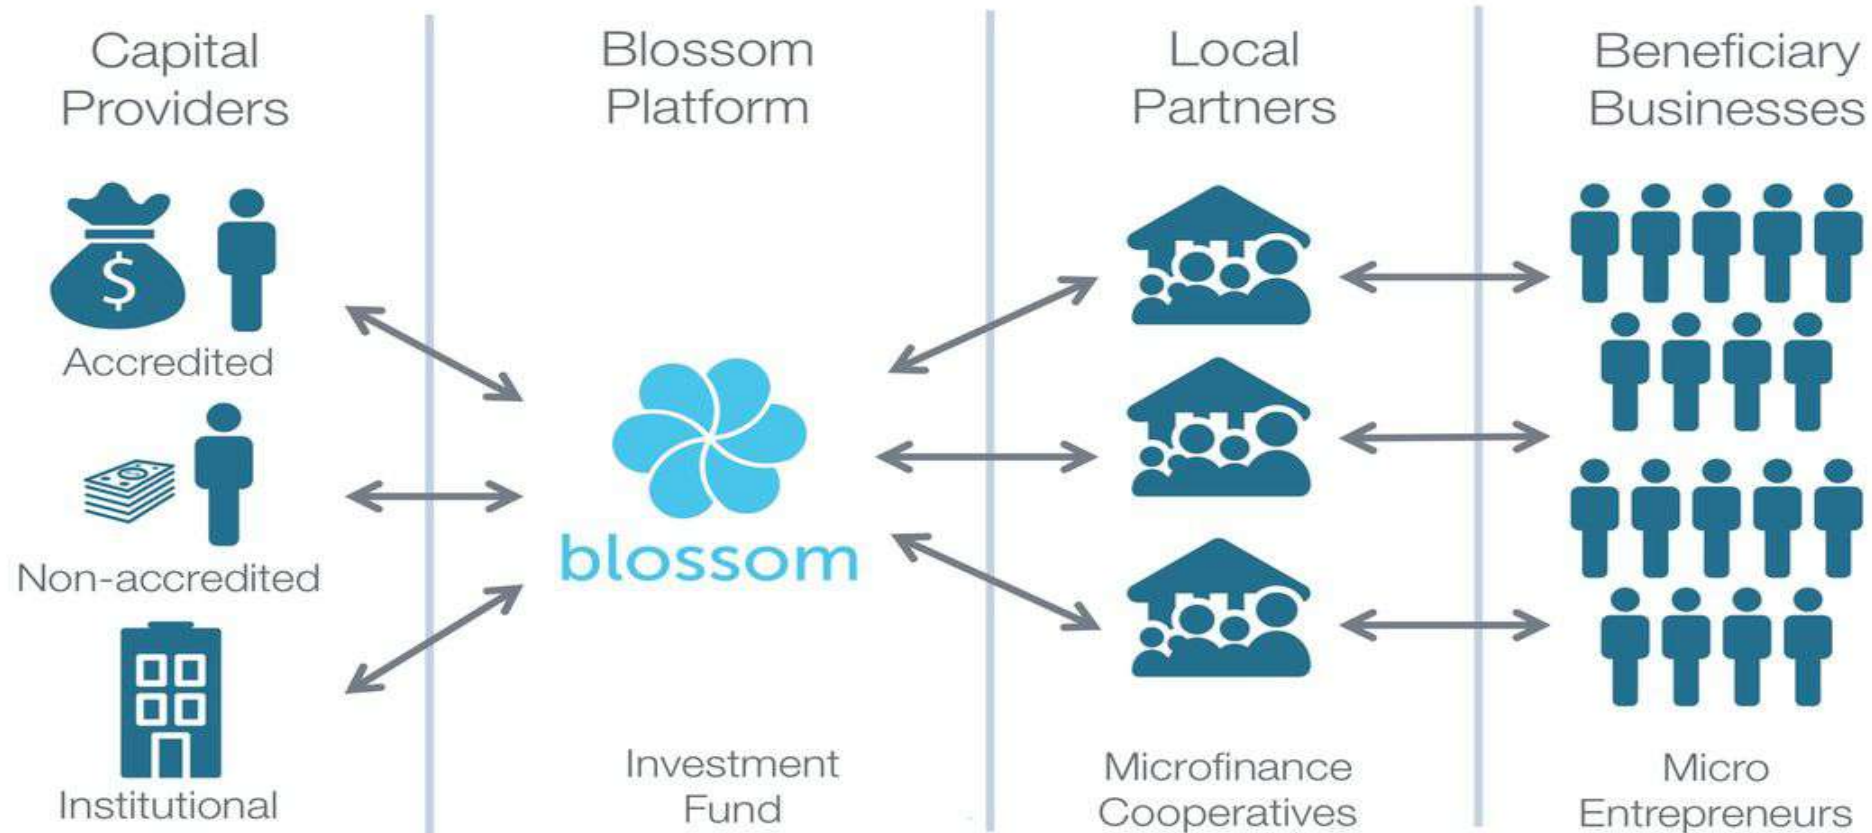 Capital
Providers
Blossom
Platform
Local
Partners
Beneficiary
Businesses
$
Accredited
Non-accredited
Institutional
blossom
Investment
Fund
Microfinance
Cooperatives
Micro
Entrepreneurs